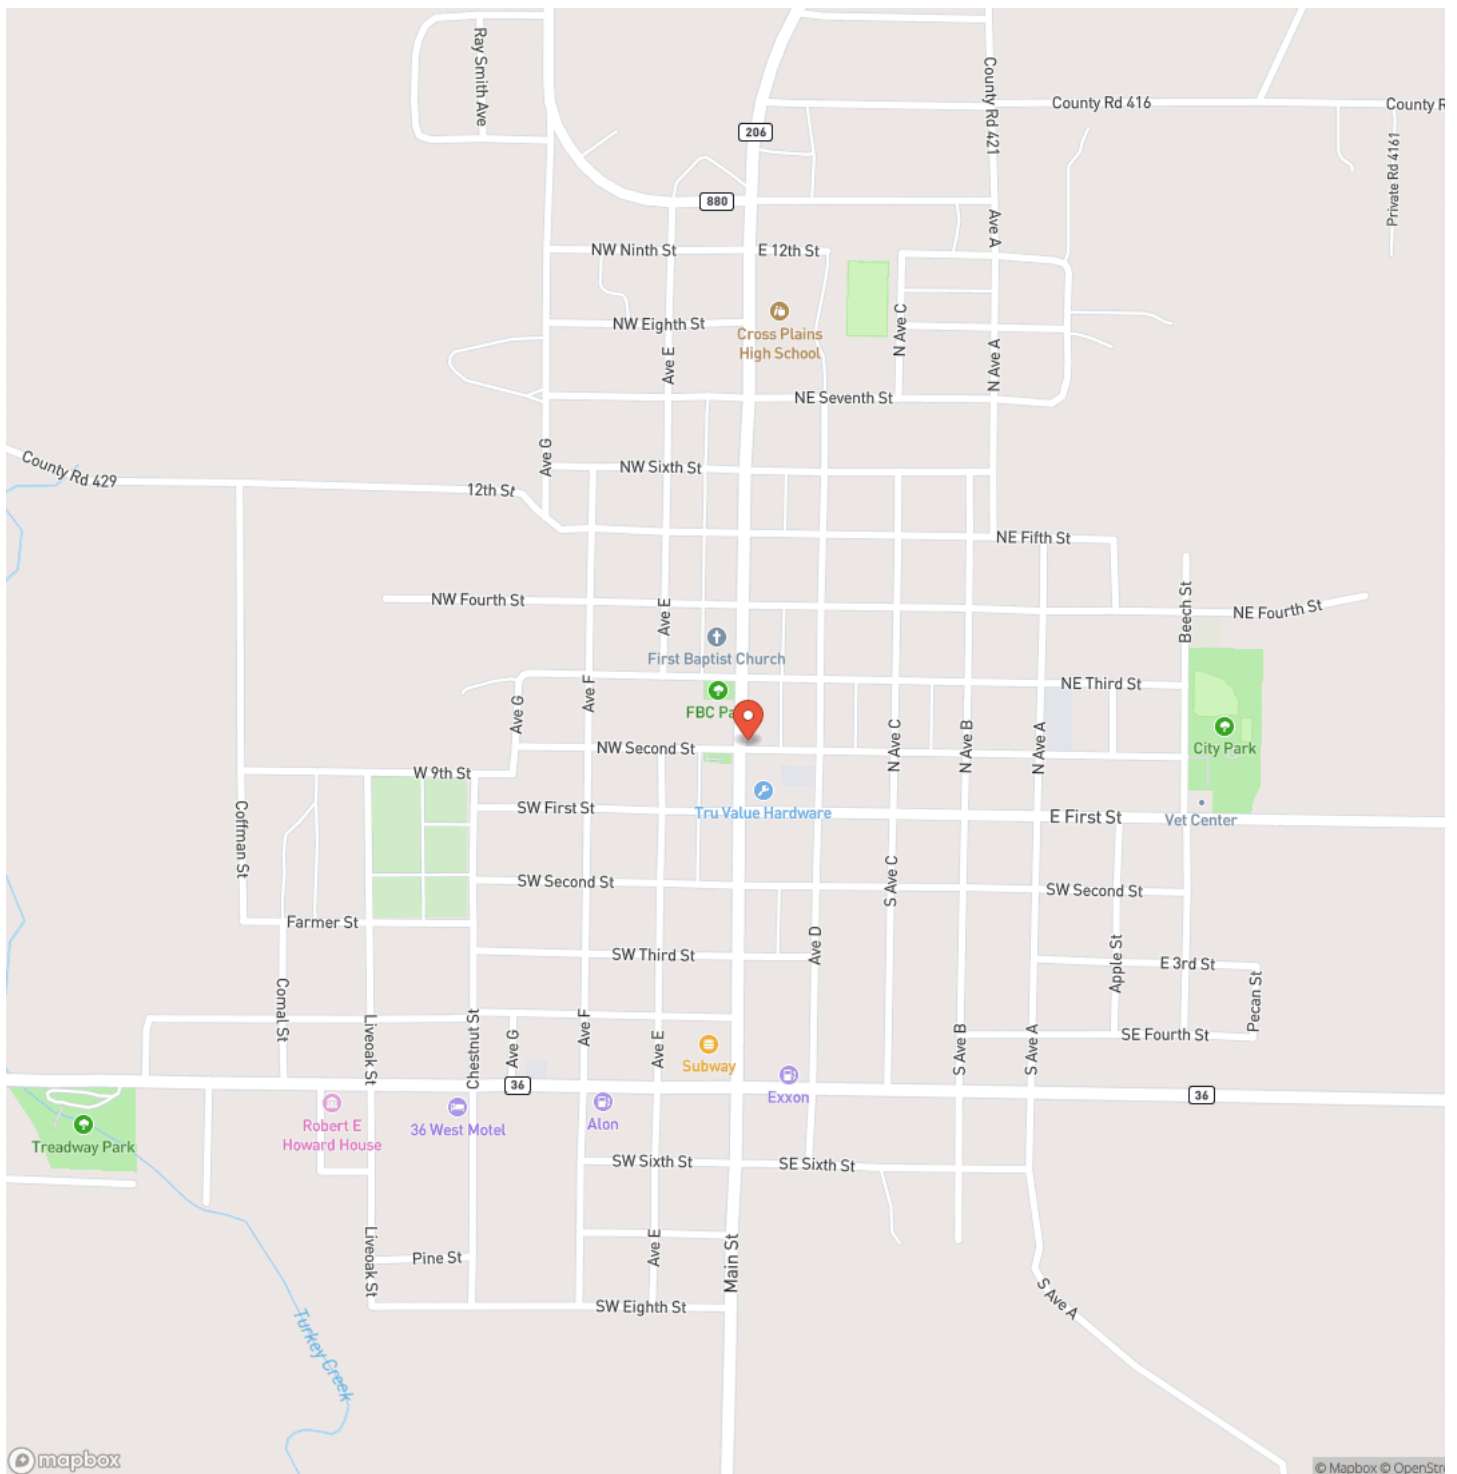 Ray Smith Ave
County Rd 421
County Rd 416
County R
206
Private Rd 4161
880
Ave A
NW Ninth St
E 12th St
NW Eighth St
Cross Plains
High School
N Ave C
Ave E
N Ave A
NE Seventh St
Ave G
County Rd 429
NW Sixth St
12th St
NE Fifth St
NW Fourth St
Ave E
Beech St
NE Fourth St
First Baptist Church
Ave F
NE Third St
FBC Pa
Ave G
N Ave C
N Ave B
N Ave A
City Park
NW Second St
W 9th St
SW First St
Tru Value Hardware
E First St
Vet Center
Coffman St
S Ave C
SW Second St
SW Second St
Farmer St
Ave D
SW Third St
Apple St
E 3rd St
Pecan St
Comal St
Liveoak St
Chestnut St
Ave G
Ave F
Ave E
S Ave B
S Ave A
SE Fourth St
Subway
36
Exxon
36
Robert E
Howard House
36 West Motel
Alon
Treadway Park
SW Sixth St
SE Sixth St
Liveoak St
Pine St
Ave E
Main St
S Ave A
SW Eighth St
Turkey Creek
mapbox
© Mapbox © OpenStre